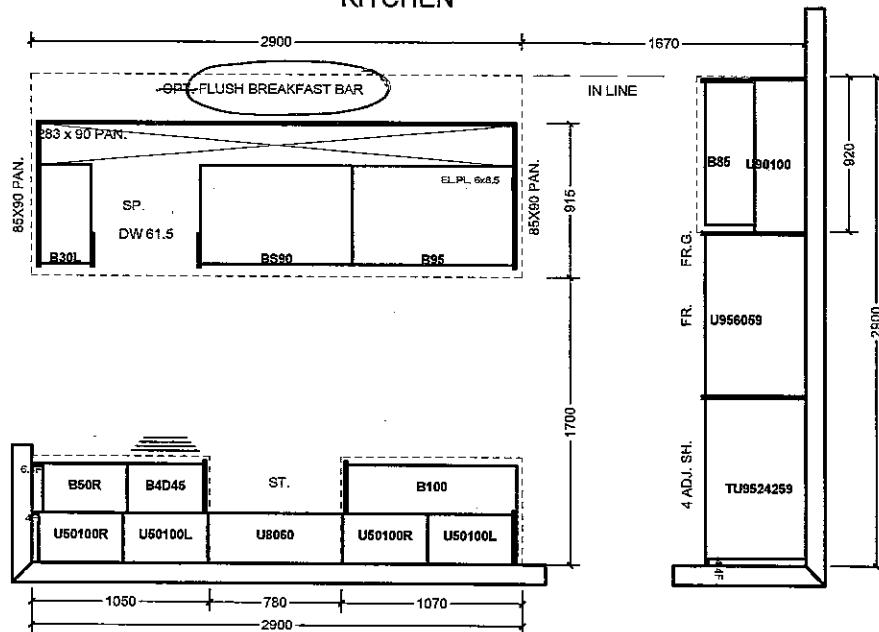 KITCHEN
2900
1670
OPT. FLUSH BREAKFAST BAR
IN LINE
283 x 90 PAN.
85X90 PAN.
SP.
DW 61.5
EL.PL. 6x8.5
B30L
BS90
B95
85X90 PAN.
915
B85
U90100
920
FR.G.
FR.
U956059
2900
1700
4 ADJ. SH.
TU9524259
B50R
B4D45
ST.
B100
U50100R
U50100L
U8060
U50100R
U50100L
1050
780
1070
2900